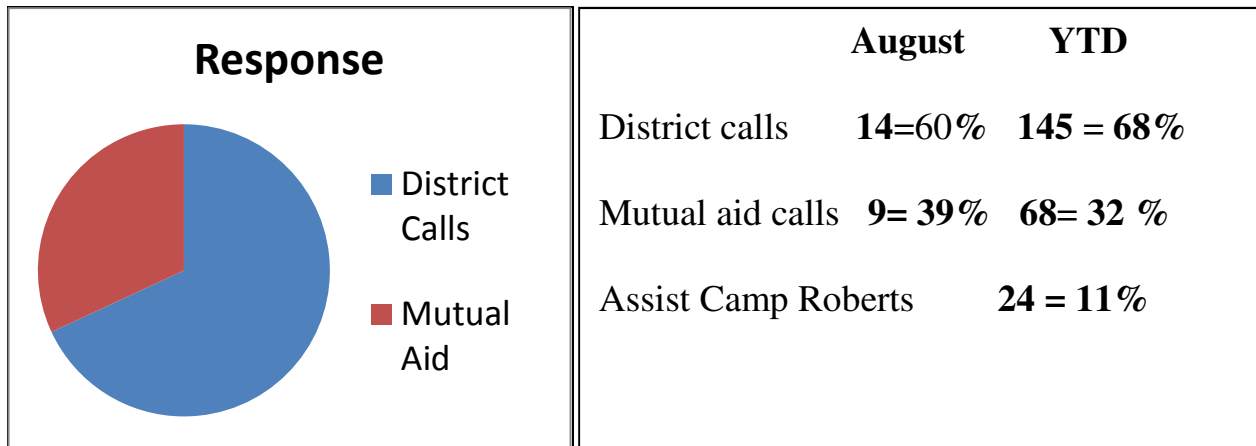 Response
District
Calls
Mutual
Aid
August YTD
District calls 14=60% 145 = 68%
Mutual aid calls 9= 39% 68= 32 %
Assist Camp Roberts 24 = 11%